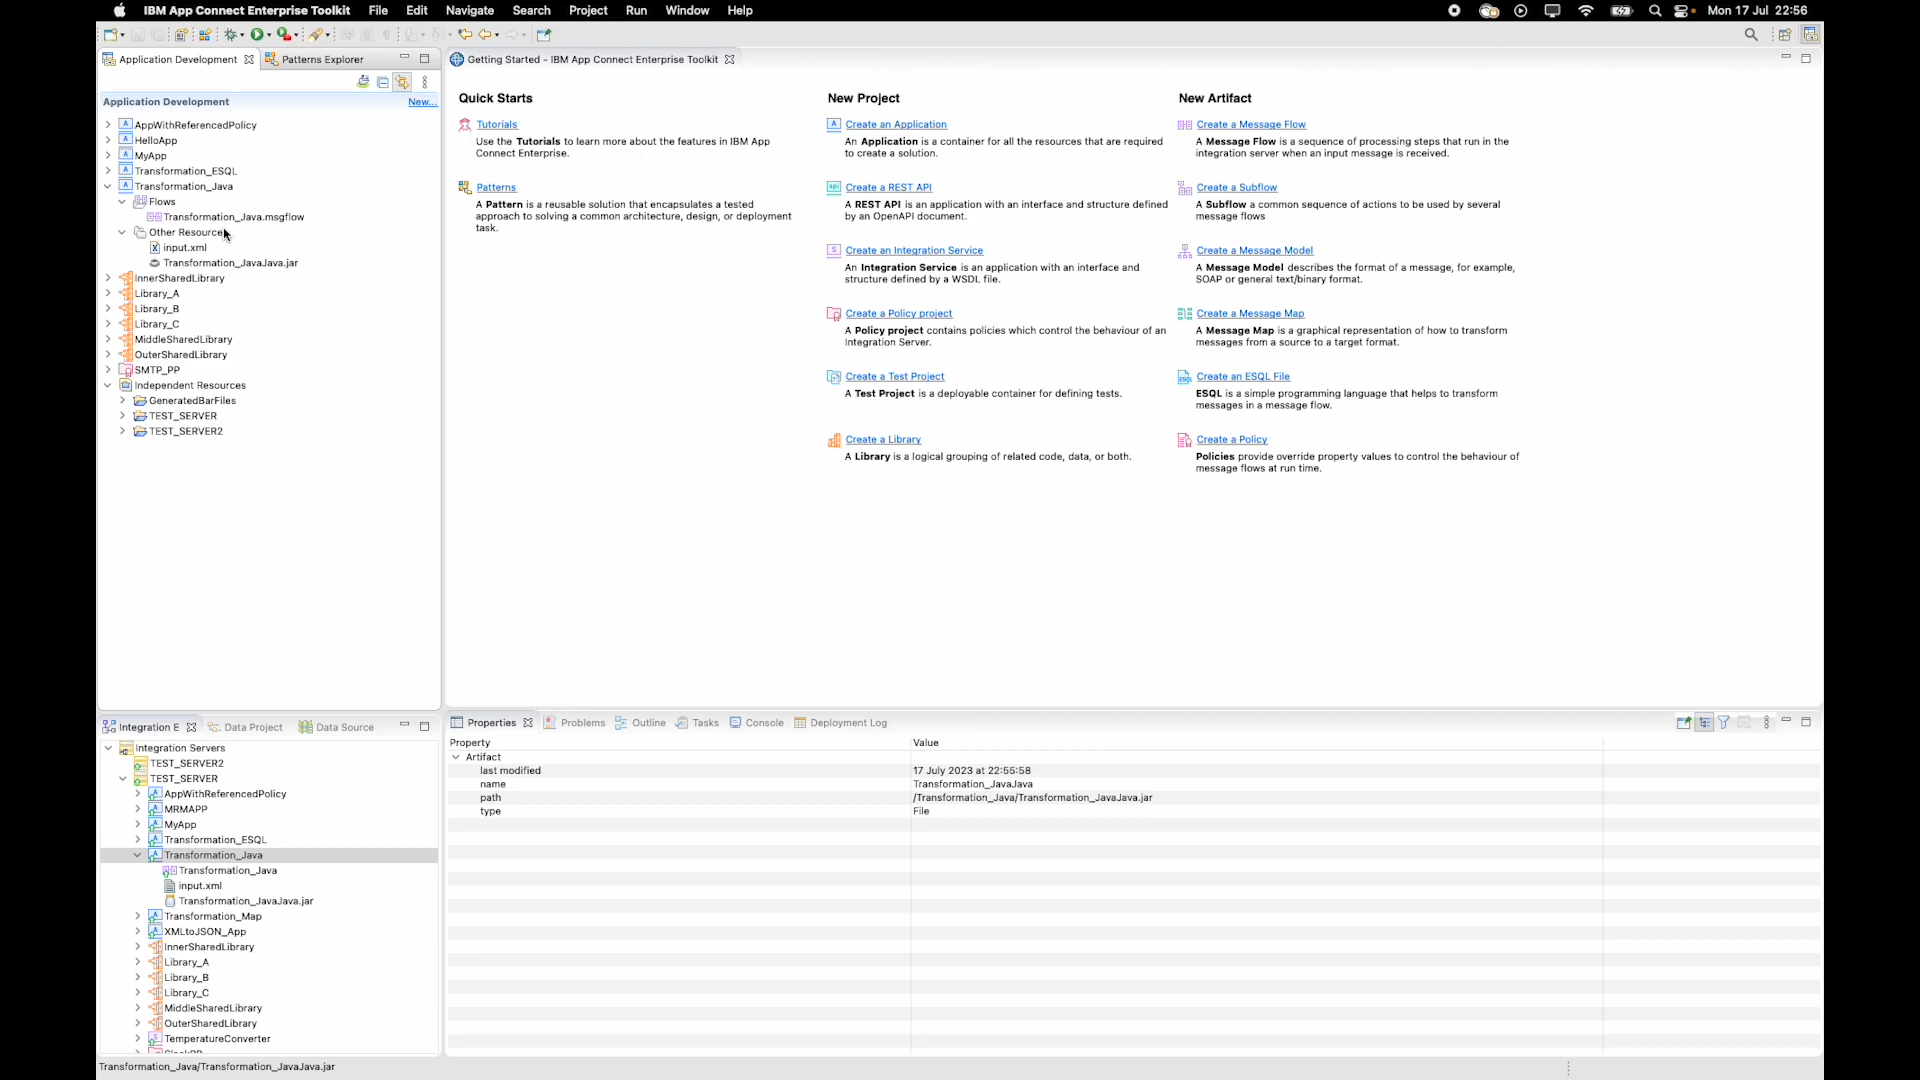 IBM App Connect Enterprise Toolkit File Edit Navigate Search Project Run Window Help Mon 17 Jul 22:56
Application Development Patterns Explorer
Application Development New...
AppWithReferencedPolicy
HelloApp
MyApp
Transformation_ESQL
Transformation_Java
Flows
Transformation_Java.msgflow
Other Resource
input.xml
Transformation_JavaJava.jar
InnerSharedLibrary
Library_A
Library_B
Library_C
MiddleSharedLibrary
OuterSharedLibrary
SMTP_PP
Independent Resources
GeneratedBarFiles
TEST_SERVER
TEST_SERVER2
Getting Started - IBM App Connect Enterprise Toolkit
Quick Starts
Tutorials
Use the Tutorials to learn more about the features in IBM App
Connect Enterprise.
Patterns
A Pattern is a reusable solution that encapsulates a tested
approach to solving a common architecture, design, or deployment
task.
New Project
Create an Application
An Application is a container for all the resources that are required
to create a solution.
Create a REST API
A REST API is an application with an interface and structure defined
by an OpenAPI document.
Create an Integration Service
An Integration Service is an application with an interface and
structure defined by a WSDL file.
Create a Policy project
A Policy project contains policies which control the behaviour of an
Integration Server.
Create a Test Project
A Test Project is a deployable container for defining tests.
Create a Library
A Library is a logical grouping of related code, data, or both.
New Artifact
Create a Message Flow
A Message Flow is a sequence of processing steps that run in the
integration server when an input message is received.
Create a Subflow
A Subflow a common sequence of actions to be used by several
message flows
Create a Message Model
A Message Model describes the format of a message, for example,
SOAP or general text/binary format.
Create a Message Map
A Message Map is a graphical representation of how to transform
messages from a source to a target format.
Create an ESQL File
ESQL is a simple programming language that helps to transform
messages in a message flow.
Create a Policy
Policies provide override property values to control the behaviour of
message flows at run time.
Integration E Data Project Data Source
Integration Servers
TEST_SERVER2
TEST_SERVER
AppWithReferencedPolicy
MRMAPP
MyApp
Transformation_ESQL
Transformation_Java
Transformation_Java
input.xml
Transformation_JavaJava.jar
Transformation_Map
XMLtoJSON_App
InnerSharedLibrary
Library_A
Library_B
Library_C
MiddleSharedLibrary
OuterSharedLibrary
TemperatureConverter
Properties Problems Outline Tasks Console Deployment Log
Property Value
Artifact
last modified 17 July 2023 at 22:55:58
name Transformation_JavaJava
path /Transformation_Java/Transformation_JavaJava.jar
type File
Transformation_Java/Transformation_JavaJava.jar